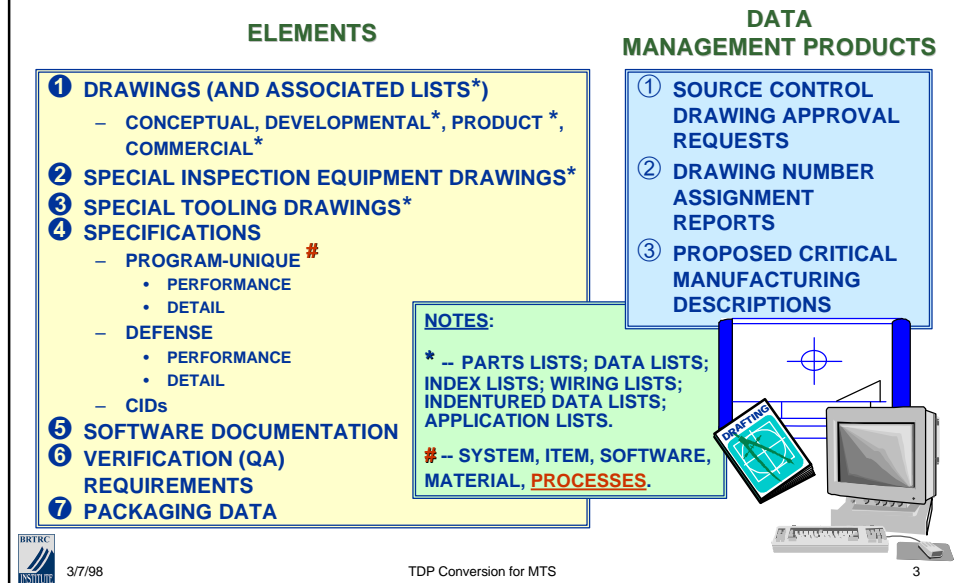 ELEMENTS
❶ DRAWINGS (AND ASSOCIATED LISTS*)
– CONCEPTUAL, DEVELOPMENTAL*, PRODUCT *,
COMMERCIAL*
❷ SPECIAL INSPECTION EQUIPMENT DRAWINGS*
❸ SPECIAL TOOLING DRAWINGS*
❹ SPECIFICATIONS
– PROGRAM-UNIQUE #
• PERFORMANCE
• DETAIL
– DEFENSE
• PERFORMANCE
• DETAIL
– CIDs
❺ SOFTWARE DOCUMENTATION
❻ VERIFICATION (QA)
REQUIREMENTS
❼ PACKAGING DATA
DATA
MANAGEMENT PRODUCTS
① SOURCE CONTROL
DRAWING APPROVAL
REQUESTS
② DRAWING NUMBER
ASSIGNMENT
REPORTS
③ PROPOSED CRITICAL
MANUFACTURING
DESCRIPTIONS
NOTES:
* -- PARTS LISTS; DATA LISTS;
INDEX LISTS; WIRING LISTS;
INDENTURED DATA LISTS;
APPLICATION LISTS.
# -- SYSTEM, ITEM, SOFTWARE,
MATERIAL, PROCESSES.
DRAFTING
BRTRC
INSTITUTE
3/7/98
TDP Conversion for MTS
3